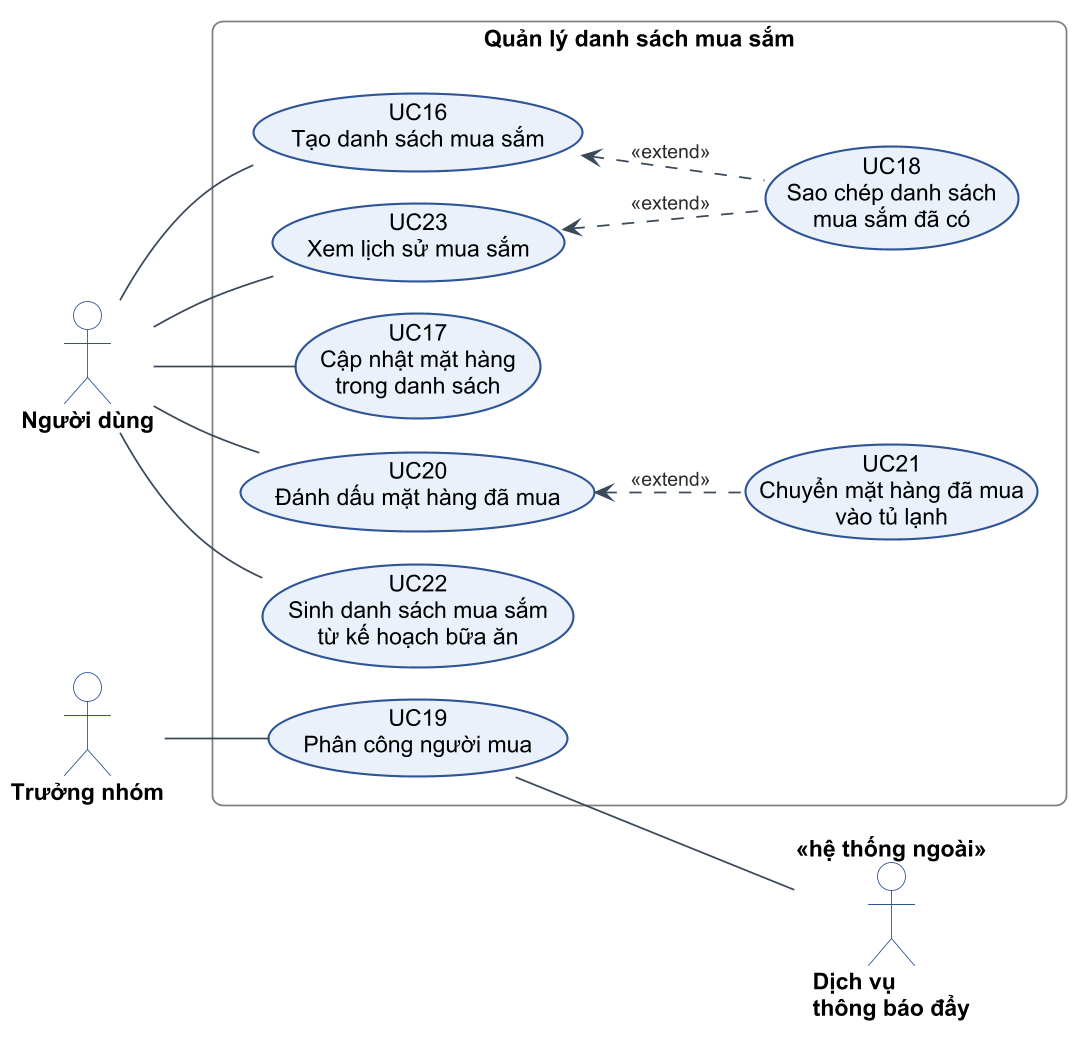 Quản lý danh sách mua sắm
UC16
Tạo danh sách mua sắm
«extend»
UC18
Sao chép danh sách
mua sắm đã có
«extend»
UC23
Xem lịch sử mua sắm
UC17
Cập nhật mặt hàng
trong danh sách
Người dùng
UC20
Đánh dấu mặt hàng đã mua
«extend»
UC21
Chuyển mặt hàng đã mua
vào tủ lạnh
UC22
Sinh danh sách mua sắm
từ kế hoạch bữa ăn
UC19
Phân công người mua
Trưởng nhóm
«hệ thống ngoài»
Dịch vụ
thông báo đẩy